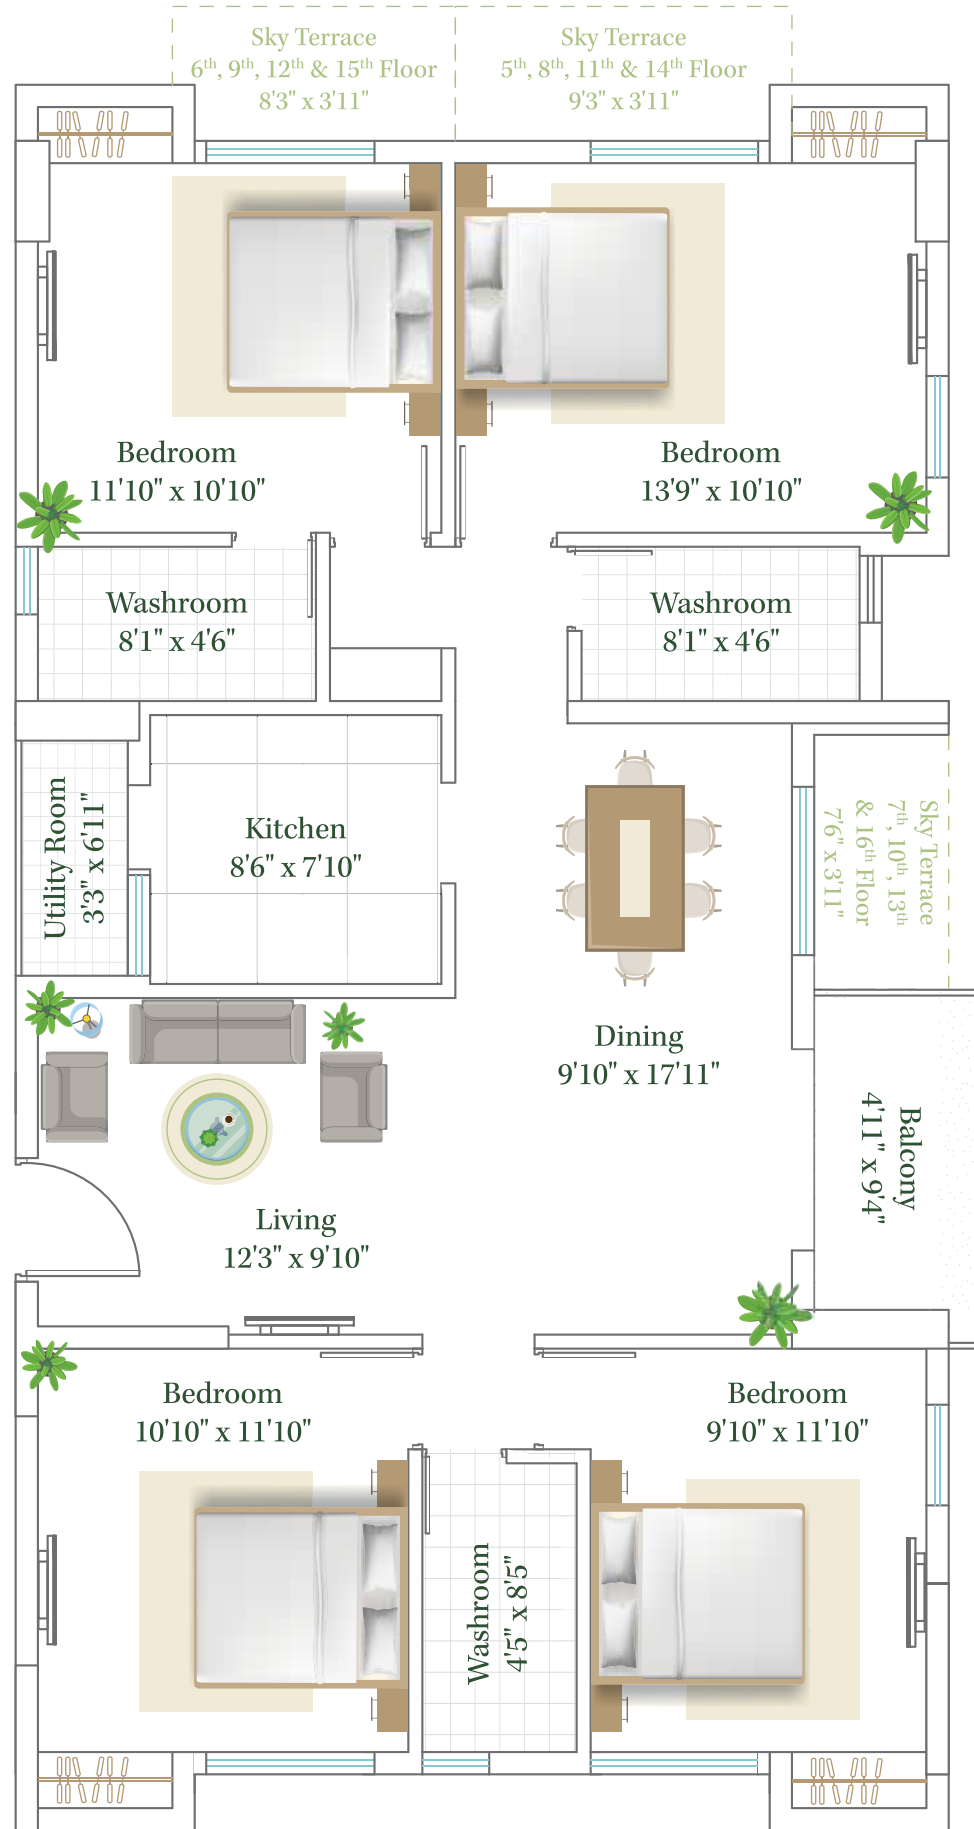 Sky Terrace
6th, 9th, 12th & 15th Floor
8'3" x 3'11"
Sky Terrace
5th, 8th, 11th & 14th Floor
9'3" x 3'11"
Bedroom
11'10" x 10'10"
Bedroom
13'9" x 10'10"
Washroom
8'1" x 4'6"
Washroom
8'1" x 4'6"
Utility Room
3'3" x 6'11"
Kitchen
8'6" x 7'10"
Sky Terrace
7th, 10th, 13th
& 16th Floor
7'6" x 3'11"
Dining
9'10" x 17'11"
Balcony
4'11" x 9'4"
Living
12'3" x 9'10"
Bedroom
10'10" x 11'10"
Bedroom
9'10" x 11'10"
Washroom
4'5" x 8'5"